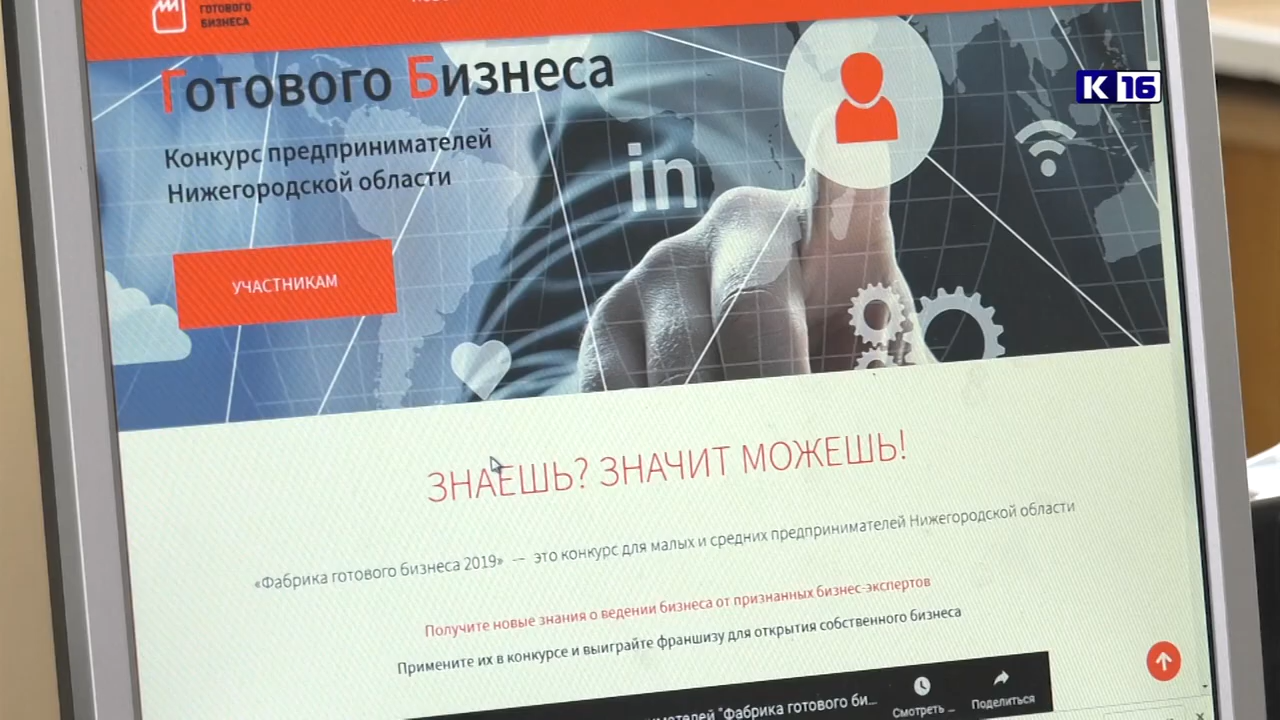 ГОТОВОГО
БИЗНЕСА
Готового Бизнеса
К 16
Конкурс предпринимателей
Нижегородской области
in
УЧАСТНИКАМ
ЗНАЕШЬ? ЗНАЧИТ МОЖЕШЬ!
«Фабрика готового бизнеса 2019» — это конкурс для малых и средних предпринимателей Нижегородской области
Получите новые знания о ведении бизнеса от признанных бизнес-экспертов
Примените их в конкурсе и выиграйте франшизу для открытия собственного бизнеса
"Фабрика готового би...
Смотреть ...
Поделиться